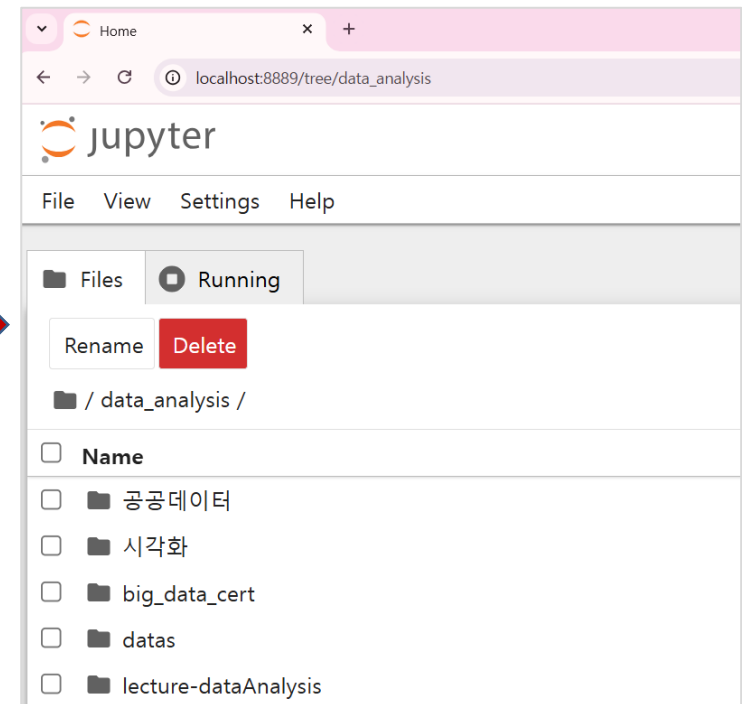 Home
localhost:8889/tree/data_analysis
jupyter
File View Settings Help
Files Running
Rename Delete
/ data_analysis /
Name
공공데이터
시각화
big_data_cert
datas
lecture-dataAnalysis